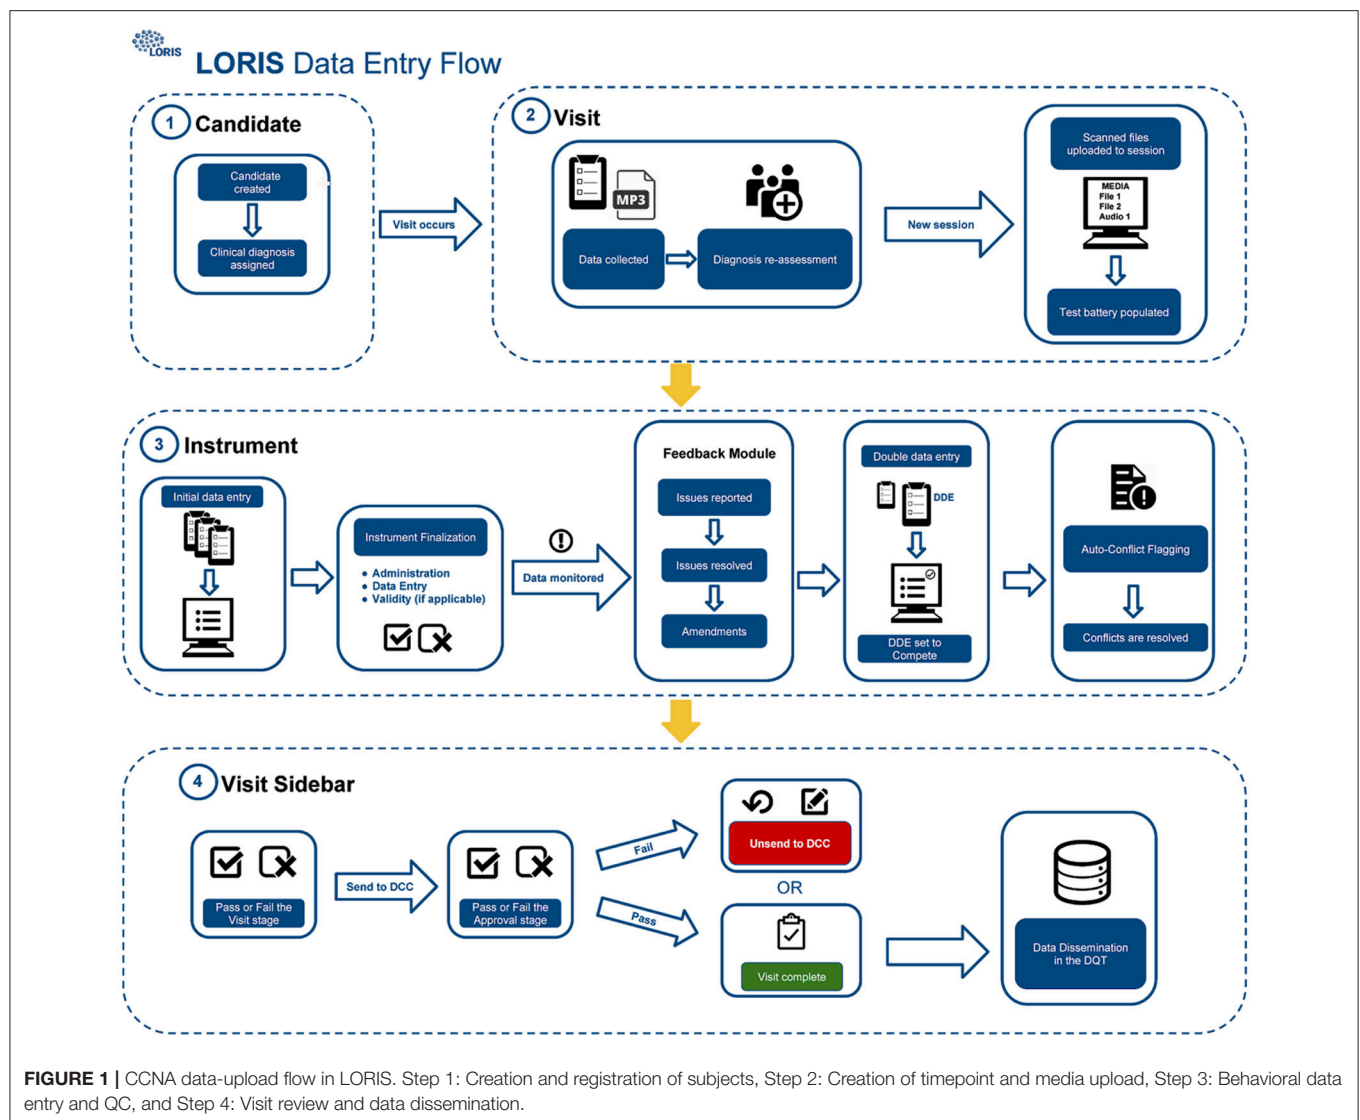 LORIS
LORIS Data Entry Flow
1 Candidate
Candidate
created
Clinical diagnosis
assigned
Visit occurs
2 Visit
MP3
Data collected
Diagnosis re-assessment
New session
Scanned files
uploaded to session
MEDIA
File 1
File 2
Audio 1
Test battery populated
3 Instrument
Initial data entry
Instrument Finalization
• Administration
• Data Entry
• Validity (if applicable)
Data monitored
Feedback Module
Issues reported
Issues resolved
Amendments
Double data entry
DDE
DDE set to
Compete
Auto-Conflict Flagging
Conflicts are resolved
4 Visit Sidebar
Pass or Fail the
Visit stage
Send to DCC
Pass or Fail the
Approval stage
Fail
Unsend to DCC
OR
Pass
Visit complete
Data Dissemination
in the DQT
FIGURE 1 | CCNA data-upload flow in LORIS. Step 1: Creation and registration of subjects, Step 2: Creation of timepoint and media upload, Step 3: Behavioral data
entry and QC, and Step 4: Visit review and data dissemination.